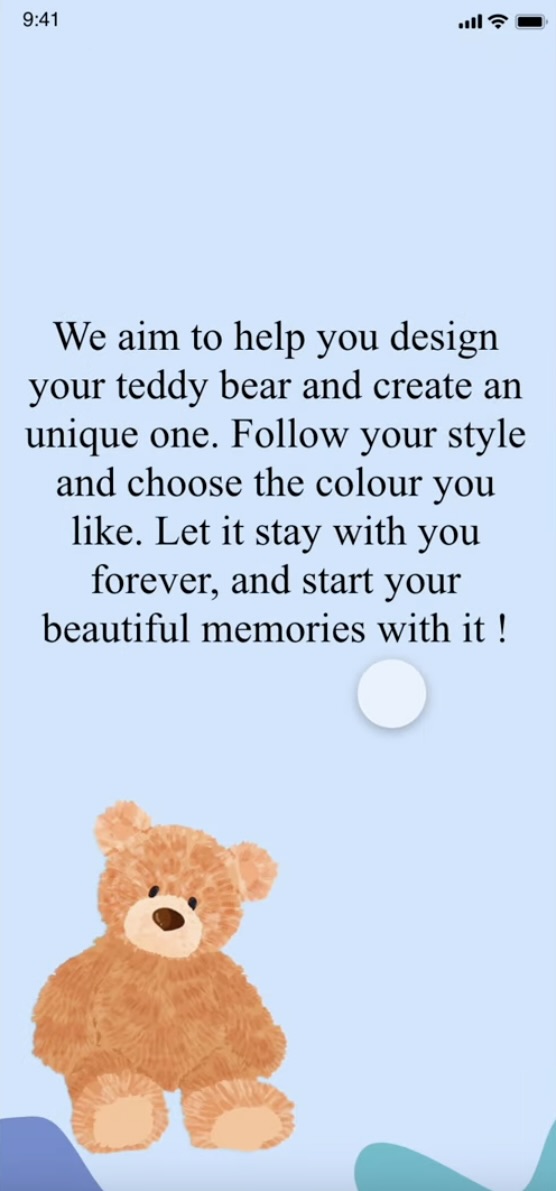 9:41
We aim to help you design
your teddy bear and create an
unique one. Follow your style
and choose the colour you
like. Let it stay with you
forever, and start your
beautiful memories with it !